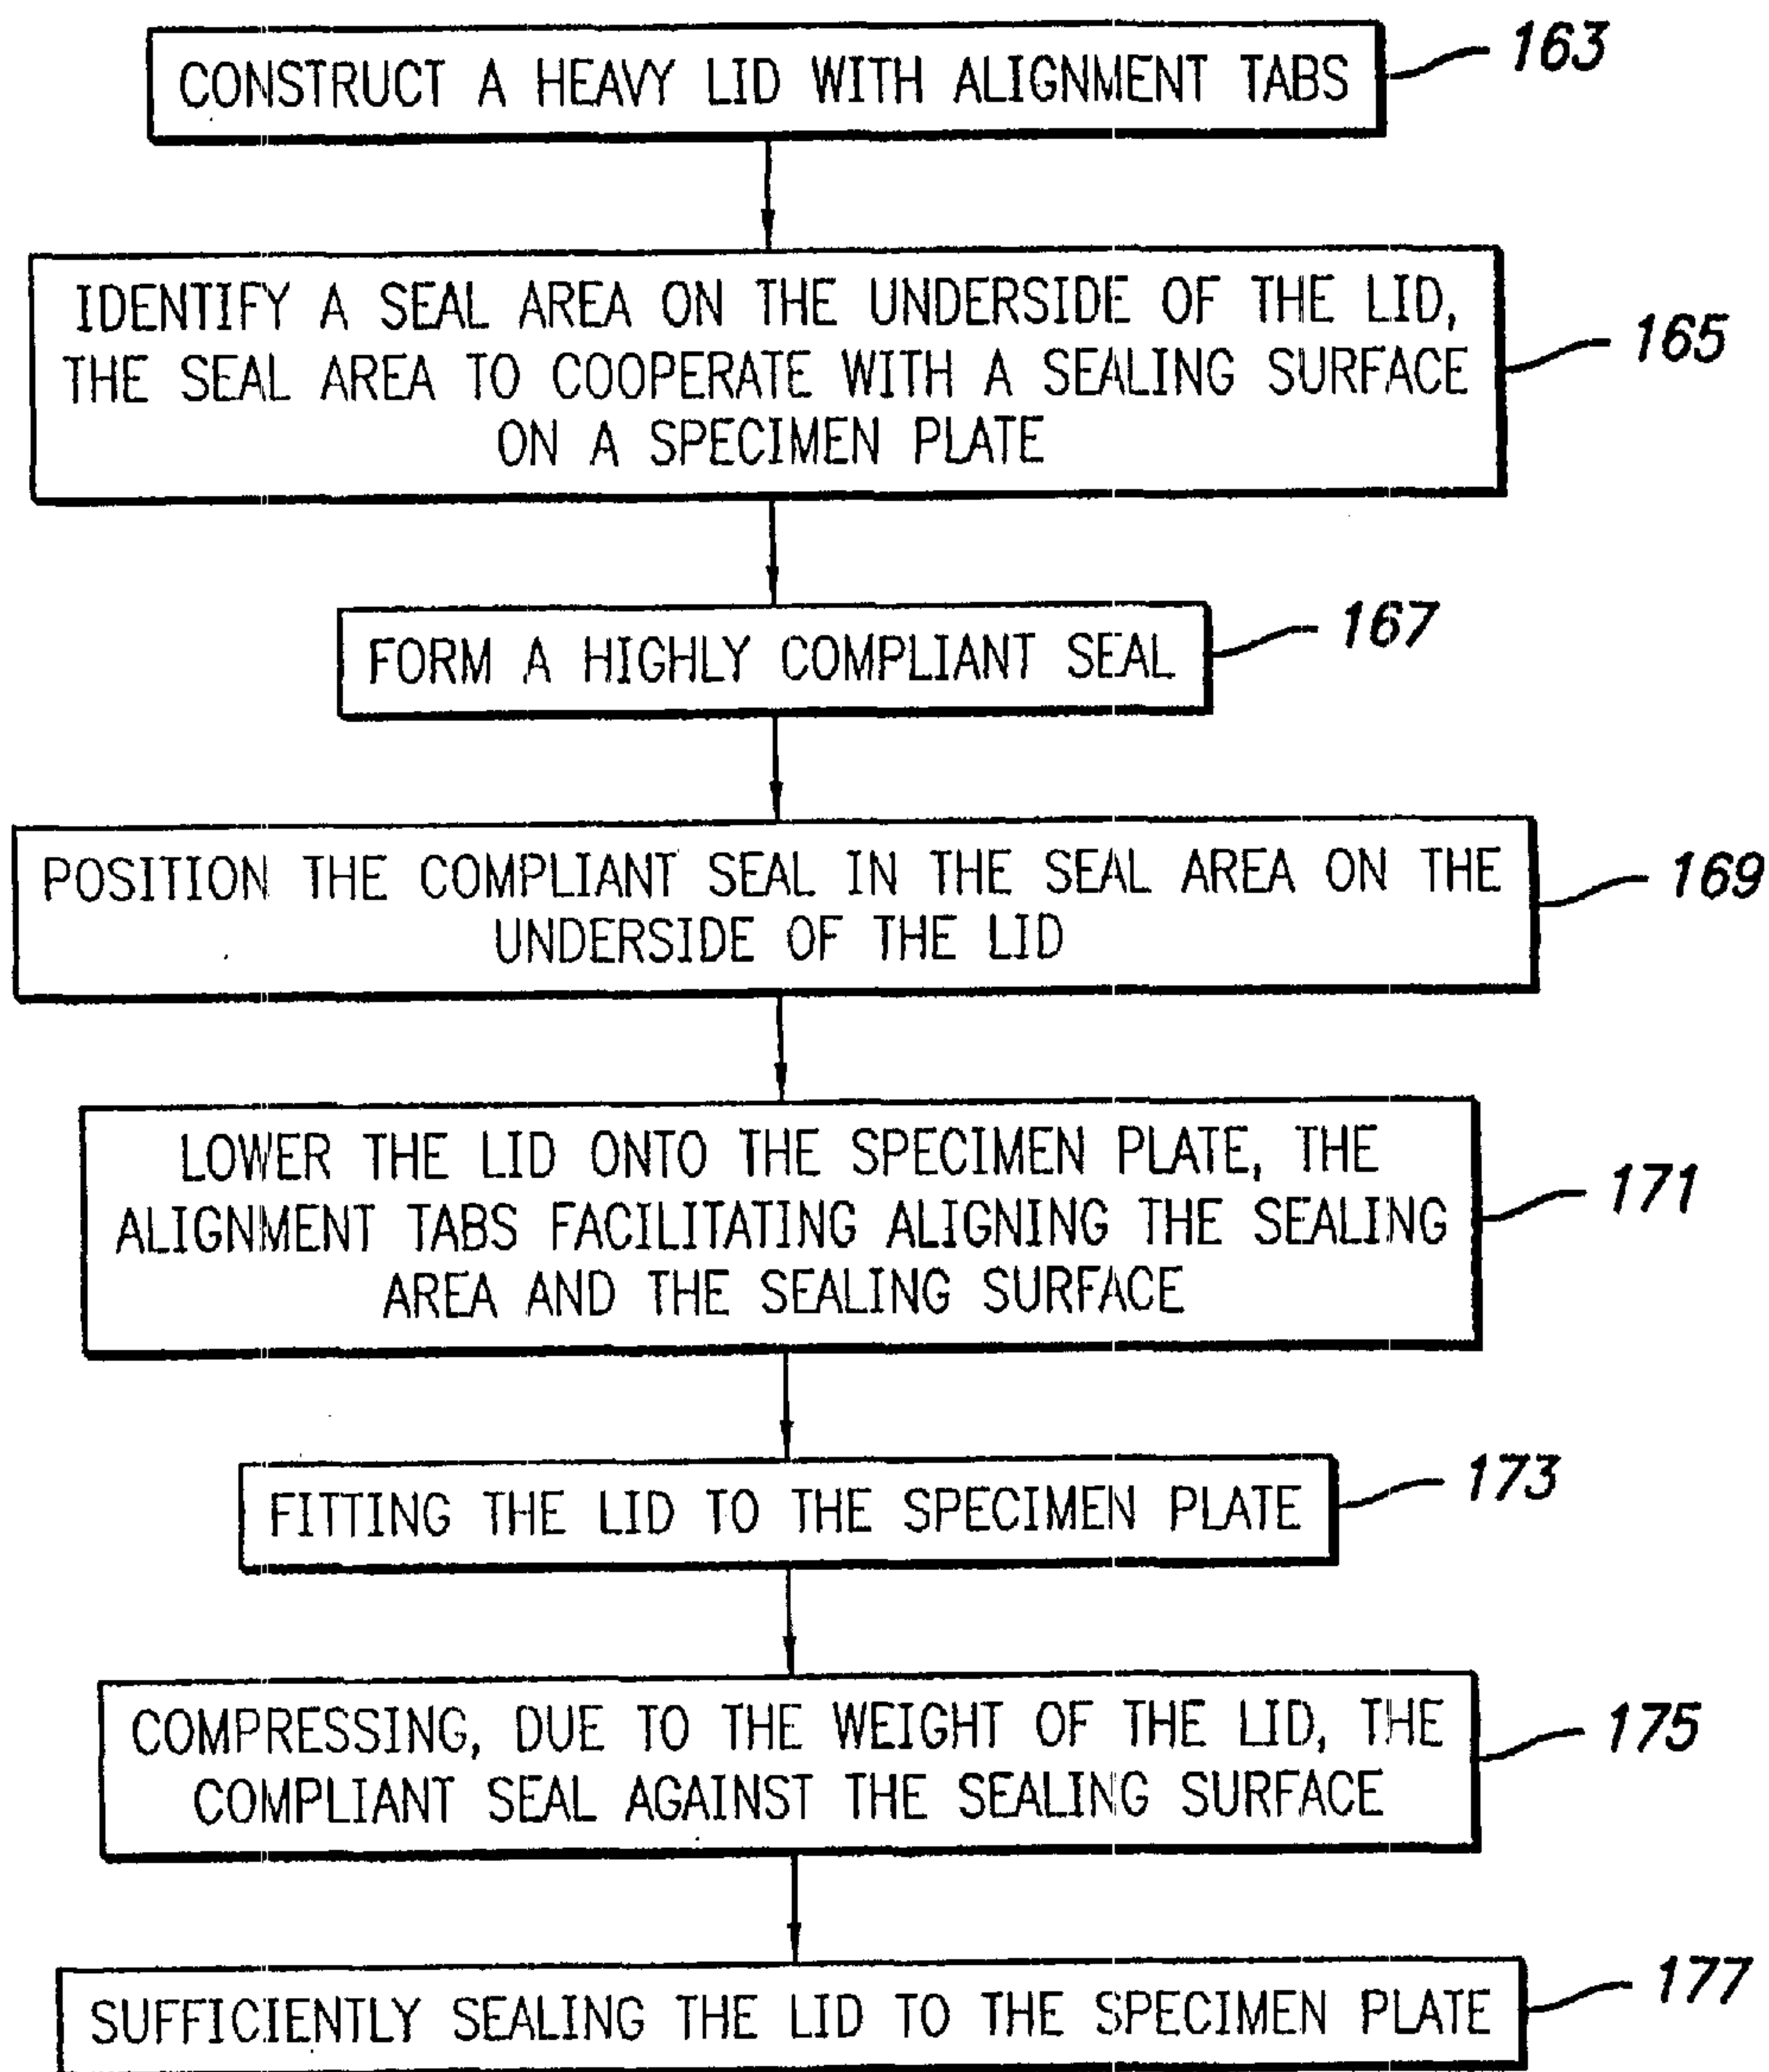 CONSTRUCT A HEAVY LID WITH ALIGNMENT TABS
163
IDENTIFY A SEAL AREA ON THE UNDERSIDE OF THE LID,
THE SEAL AREA TO COOPERATE WITH A SEALING SURFACE
ON A SPECIMEN PLATE
165
FORM A HIGHLY COMPLIANT SEAL
167
POSITION THE COMPLIANT SEAL IN THE SEAL AREA ON THE
UNDERSIDE OF THE LID
169
LOWER THE LID ONTO THE SPECIMEN PLATE, THE
ALIGNMENT TABS FACILITATING ALIGNING THE SEALING
AREA AND THE SEALING SURFACE
171
FITTING THE LID TO THE SPECIMEN PLATE
173
COMPRESSING, DUE TO THE WEIGHT OF THE LID, THE
COMPLIANT SEAL AGAINST THE SEALING SURFACE
175
SUFFICIENTLY SEALING THE LID TO THE SPECIMEN PLATE
177